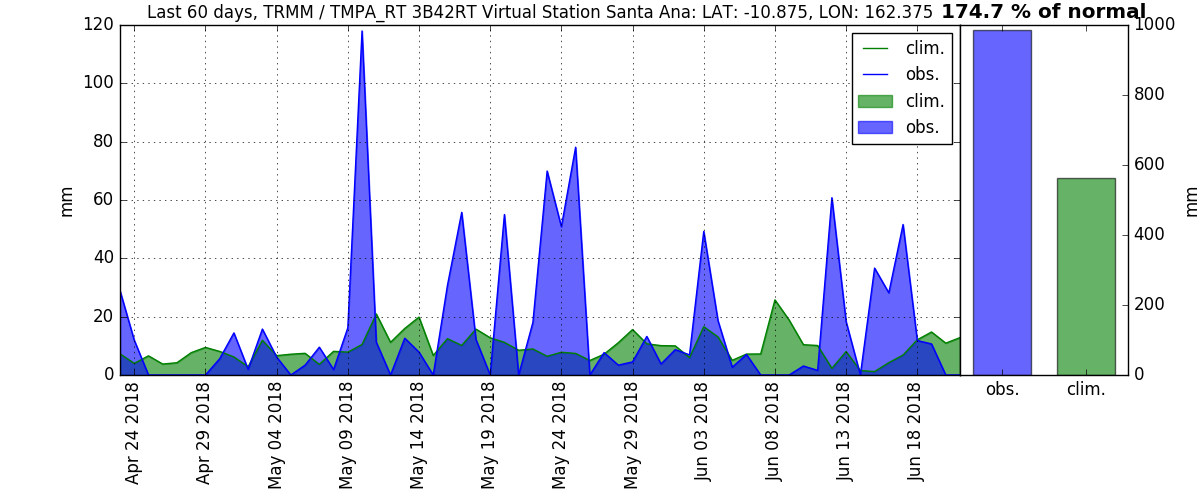 Last 60 days, TRMM / TMPA_RT 3B42RT Virtual Station Santa Ana: LAT: -10.875, LON: 162.375
174.7 % of normal
120
100
80
60
40
20
0
mm
clim.
obs.
clim.
obs.
1000
800
600
400
200
0
mm
Apr 24 2018
Apr 29 2018
May 04 2018
May 09 2018
May 14 2018
May 19 2018
May 24 2018
May 29 2018
Jun 03 2018
Jun 08 2018
Jun 13 2018
Jun 18 2018
obs.
clim.